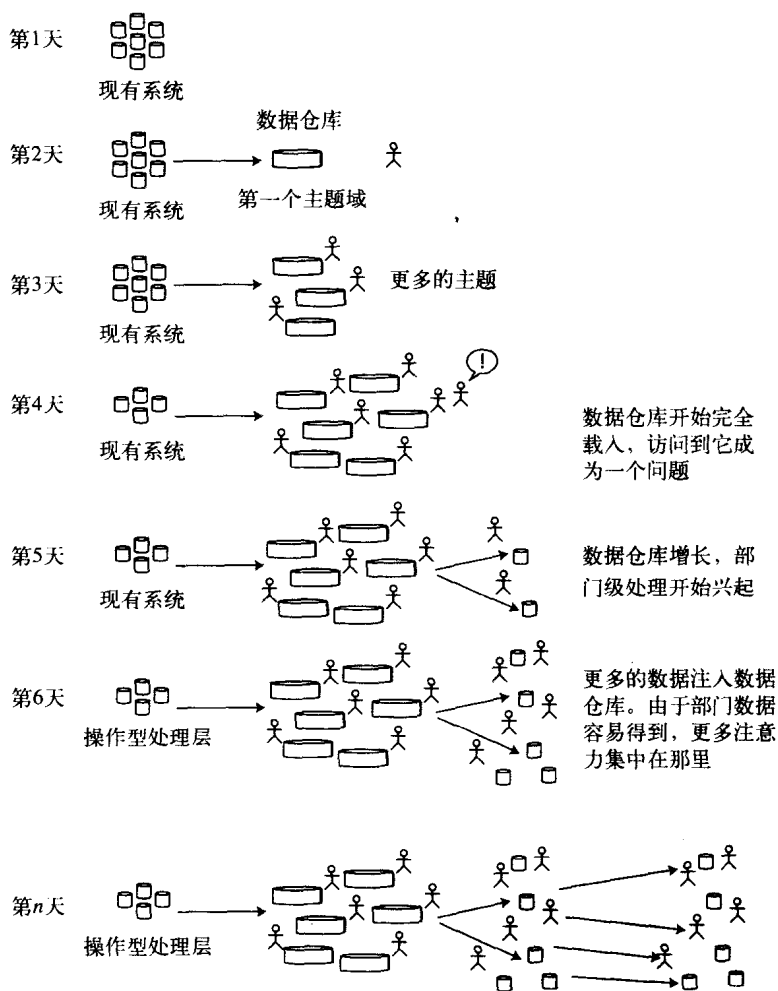 第1天
现有系统
数据仓库
第2天
现有系统
第一个主题域
第3天
更多的主题
现有系统
!
第4天
现有系统
数据仓库开始完全
载入，访问到它成
为一个问题
第5天
现有系统
数据仓库增长，部
门级处理开始兴起
第6天
操作型处理层
更多的数据注入数据
仓库。由于部门数据
容易得到，更多注意
力集中在那里
第n天
操作型处理层